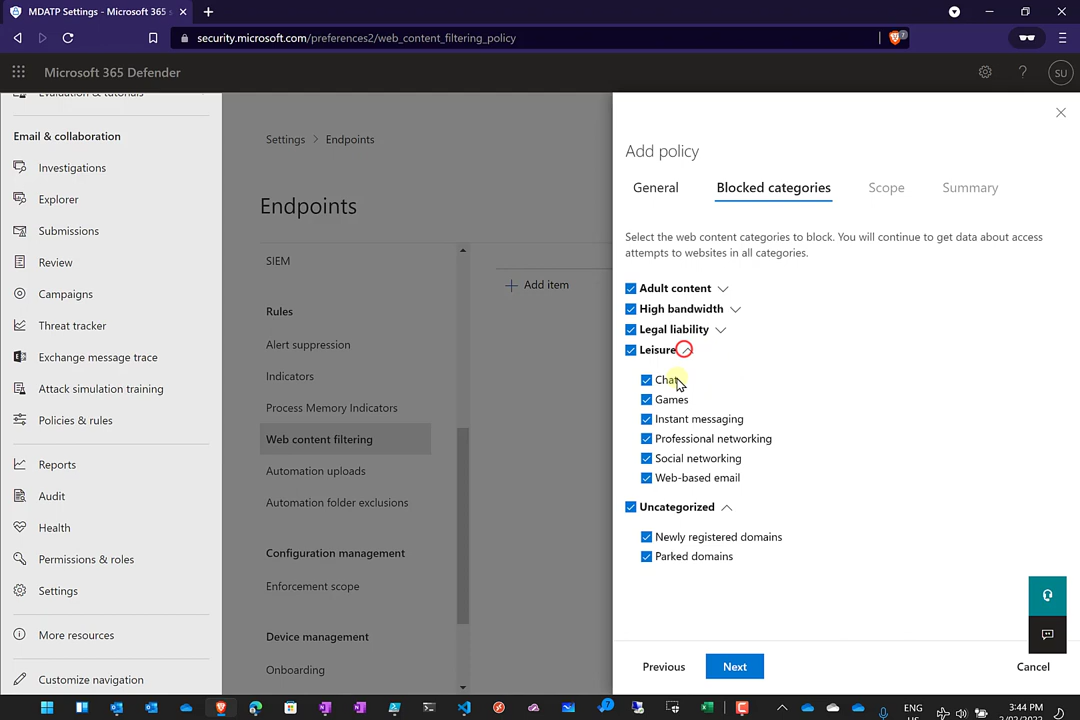 MDATP Settings - Microsoft 365
security.microsoft.com/preferences2/web_content_filtering_policy
7
Microsoft 365 Defender
SU
Evaluation & tutorials
Email & collaboration
Investigations
Explorer
Submissions
Review
Campaigns
Threat tracker
Exchange message trace
Attack simulation training
Policies & rules
Reports
Audit
Health
Permissions & roles
Settings
More resources
Customize navigation
Settings > Endpoints
Endpoints
SIEM
Rules
Alert suppression
Indicators
Process Memory Indicators
Web content filtering
Automation uploads
Automation folder exclusions
Configuration management
Enforcement scope
Device management
Onboarding
Add item
Add policy
General
Blocked categories
Scope
Summary
Select the web content categories to block. You will continue to get data about access
attempts to websites in all categories.
Adult content
High bandwidth
Legal liability
Leisure
Chat
Games
Instant messaging
Professional networking
Social networking
Web-based email
Uncategorized
Newly registered domains
Parked domains
Previous
Next
Cancel
ENG
3:44 PM